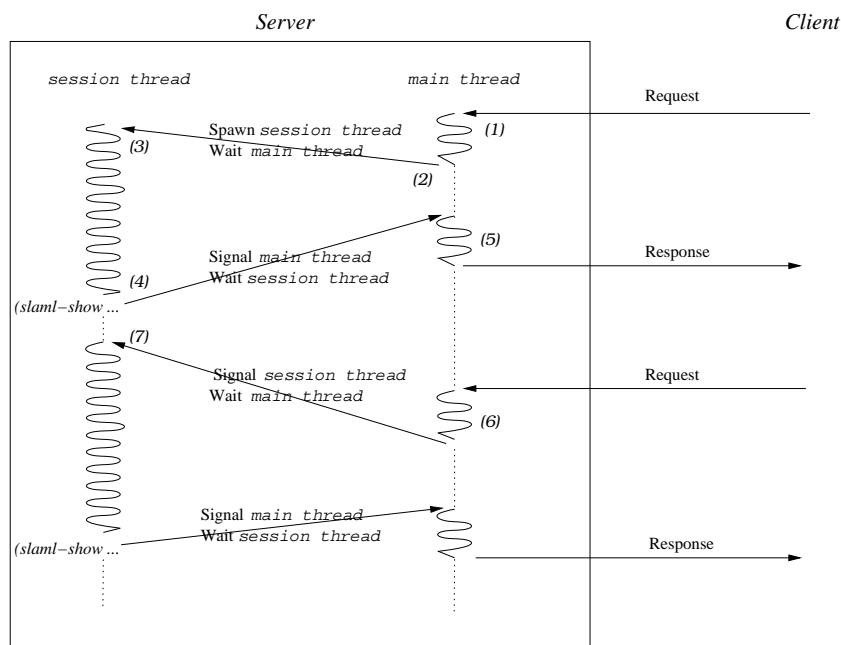 Server
Client
session thread
main thread
Request
Spawn session thread
(1)
(3)
Wait main thread
(2)
(5)
Signal main thread
Response
Wait session thread
(4)
(slaml−show ...
(7)
Signal session thread
Request
Wait main thread
(6)
Signal main thread
Wait session thread
(slaml−show ...
Response